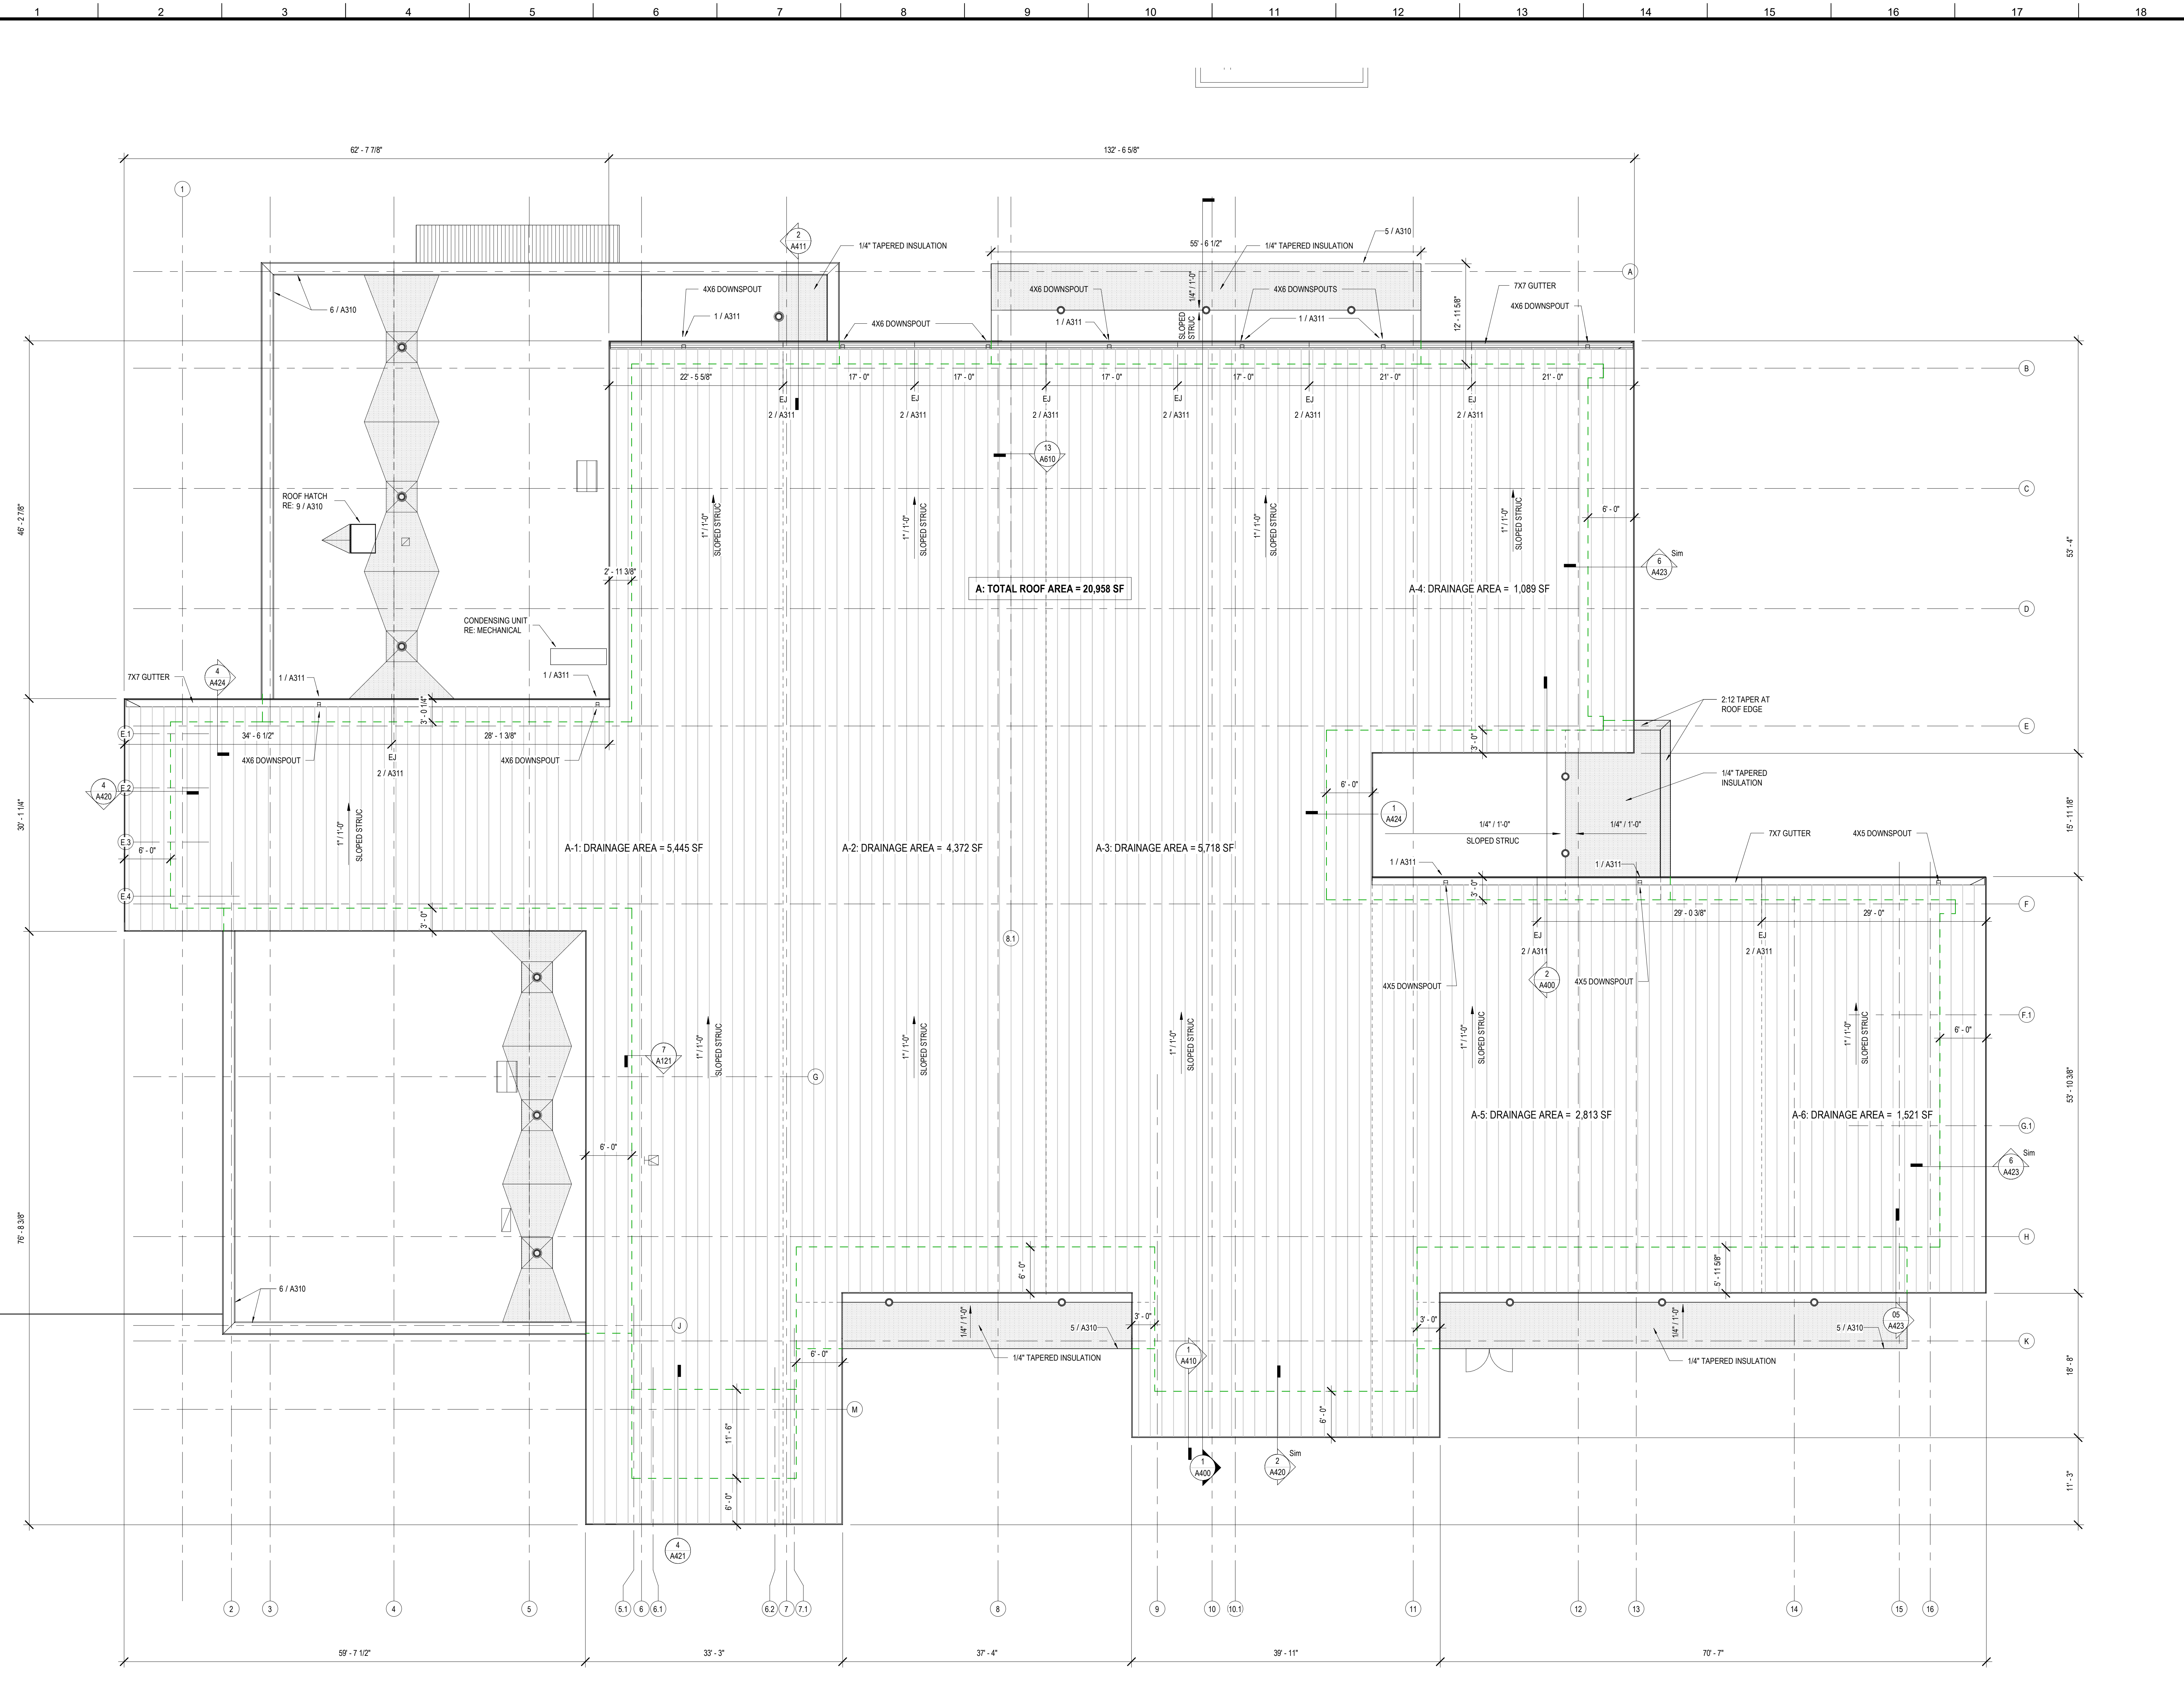 1 2 3 4 5 6 7 8 9 10 11 12 13 14 15 16 17 18
62' - 7 7/8"
132' - 6 5/8"
1
2
A411
1/4" TAPERED INSULATION
55' - 6 1/2"
1/4" TAPERED INSULATION
5 / A310
A
6 / A310
4X6 DOWNSPOUT
1 / A311
4X6 DOWNSPOUT
4X6 DOWNSPOUT
1 / A311
1/4" / 1'-0"
SLOPED
STRUC
4X6 DOWNSPOUTS
1 / A311
12' - 11 5/8"
7X7 GUTTER
4X6 DOWNSPOUT
B
22' - 5 5/8"
17' - 0"
17' - 0"
17' - 0"
17' - 0"
21' - 0"
21' - 0"
EJ
2 / A311
EJ
2 / A311
EJ
2 / A311
EJ
2 / A311
EJ
2 / A311
EJ
2 / A311
13
A610
C
ROOF HATCH
RE: 9 / A310
46' - 2 7/8"
1" / 1'-0"
SLOPED STRUC
1" / 1'-0"
SLOPED STRUC
1" / 1'-0"
SLOPED STRUC
1" / 1'-0"
SLOPED STRUC
6' - 0"
53' - 4"
6
A423
Sim
2' - 11 3/8"
A: TOTAL ROOF AREA = 20,958 SF
A-4: DRAINAGE AREA = 1,089 SF
D
CONDENSING UNIT
RE: MECHANICAL
4
A424
7X7 GUTTER
1 / A311
1 / A311
3' - 0 1/4"
2:12 TAPER AT
ROOF EDGE
E
E.1
34' - 6 1/2"
28' - 1 3/8"
EJ
2 / A311
4X6 DOWNSPOUT
4X6 DOWNSPOUT
3' - 0"
4
A420
E.2
6' - 0"
1
A424
1/4" TAPERED
INSULATION
30' - 1 1/4"
15' - 11 1/8"
1/4" / 1'-0"
SLOPED STRUC
1/4" / 1'-0"
7X7 GUTTER
4X5 DOWNSPOUT
E.3
6' - 0"
1" / 1'-0"
SLOPED STRUC
A-1: DRAINAGE AREA = 5,445 SF
A-2: DRAINAGE AREA = 4,372 SF
A-3: DRAINAGE AREA = 5,718 SF
1 / A311
1 / A311
E.4
3' - 0"
3' - 0"
F
29' - 0 3/8"
29' - 0"
8.1
EJ
2 / A311
EJ
2 / A311
4X5 DOWNSPOUT
2
A400
4X5 DOWNSPOUT
F.1
1" / 1'-0"
SLOPED STRUC
1" / 1'-0"
SLOPED STRUC
1" / 1'-0"
SLOPED STRUC
1" / 1'-0"
SLOPED STRUC
1" / 1'-0"
SLOPED STRUC
6' - 0"
7
A121
G
53' - 10 3/8"
A-5: DRAINAGE AREA = 2,813 SF
A-6: DRAINAGE AREA = 1,521 SF
G.1
6' - 0"
6
A423
Sim
76' - 8 3/8"
H
6' - 0"
5' - 11 5/8"
6 / A310
J
1/4" / 1'-0"
5 / A310
3' - 0"
3' - 0"
1/4" / 1'-0"
5 / A310
05
A423
K
6' - 0"
1/4" TAPERED INSULATION
1
A410
1/4" TAPERED INSULATION
18' - 8"
M
11' - 6"
6' - 0"
6' - 0"
1
A400
2
A420
Sim
11' - 3"
4
A421
2 3 4 5 5.1 6 6.1 6.2 7 7.1 8 9 10 10.1 11 12 13 14 15 16
59' - 7 1/2"
33' - 3"
37' - 4"
39' - 11"
70' - 7"